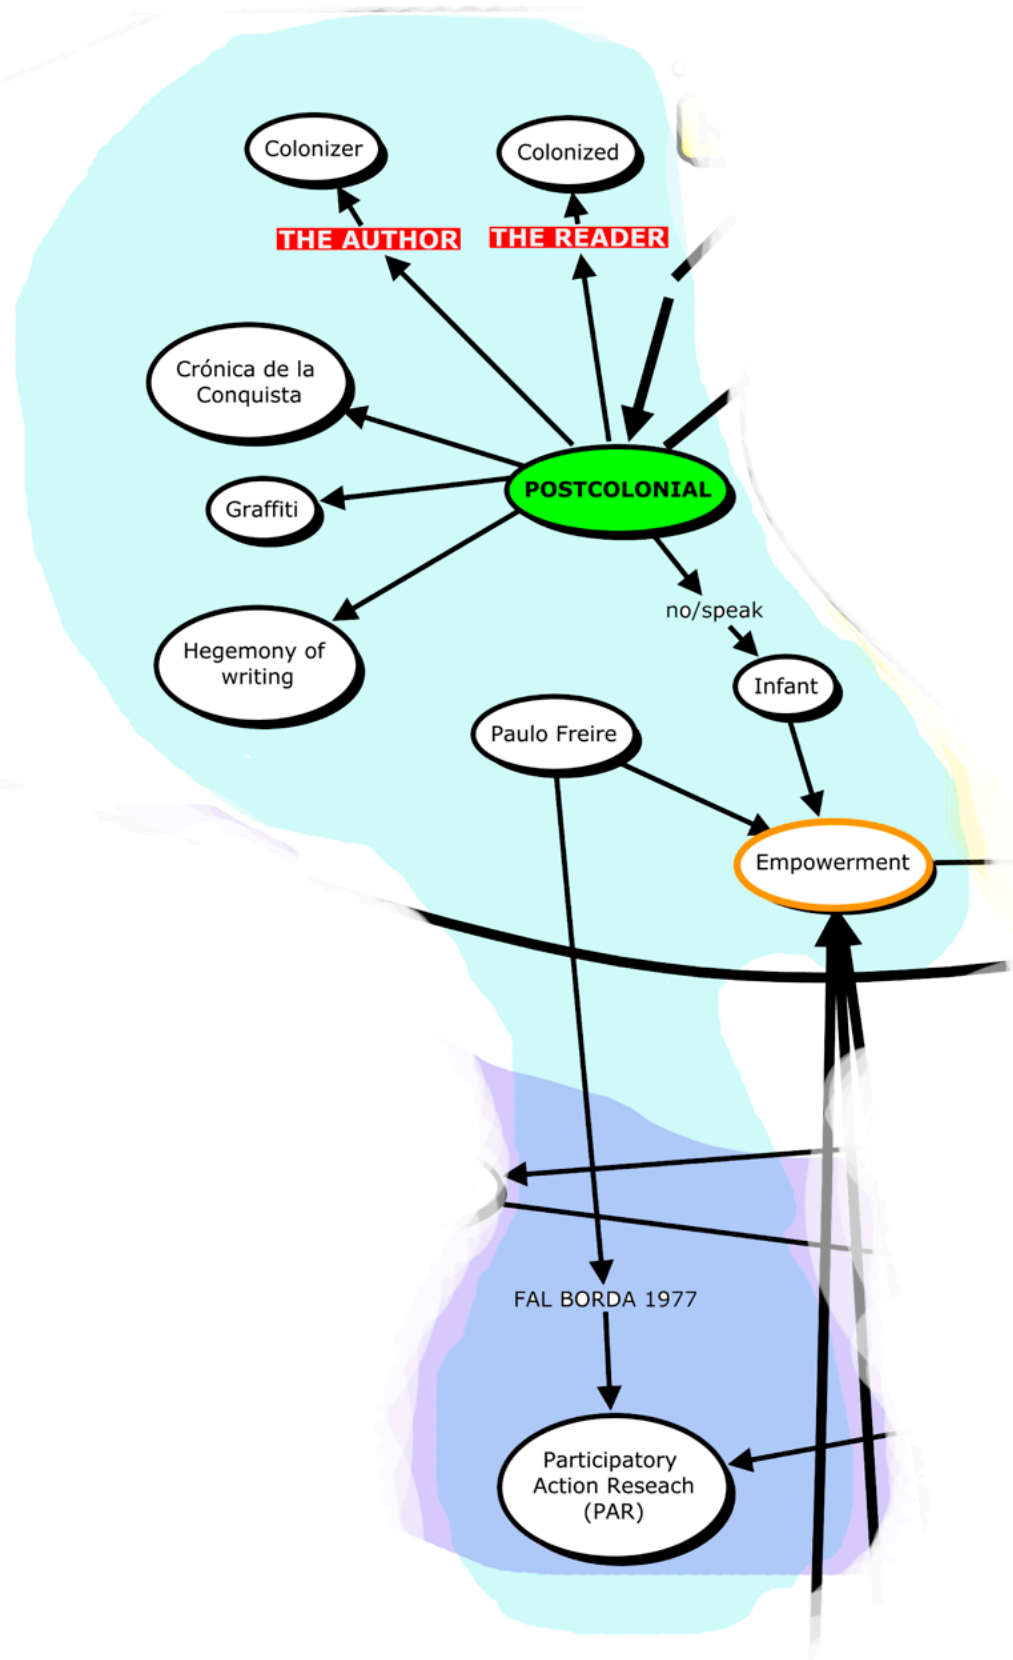 Colonizer
Colonized
THE AUTHOR
THE READER
Crónica de la
Conquista
POSTCOLONIAL
Graffiti
no/speak
Hegemony of
writing
Infant
Paulo Freire
Empowerment
FAL BORDA 1977
Participatory
Action Reseach
(PAR)